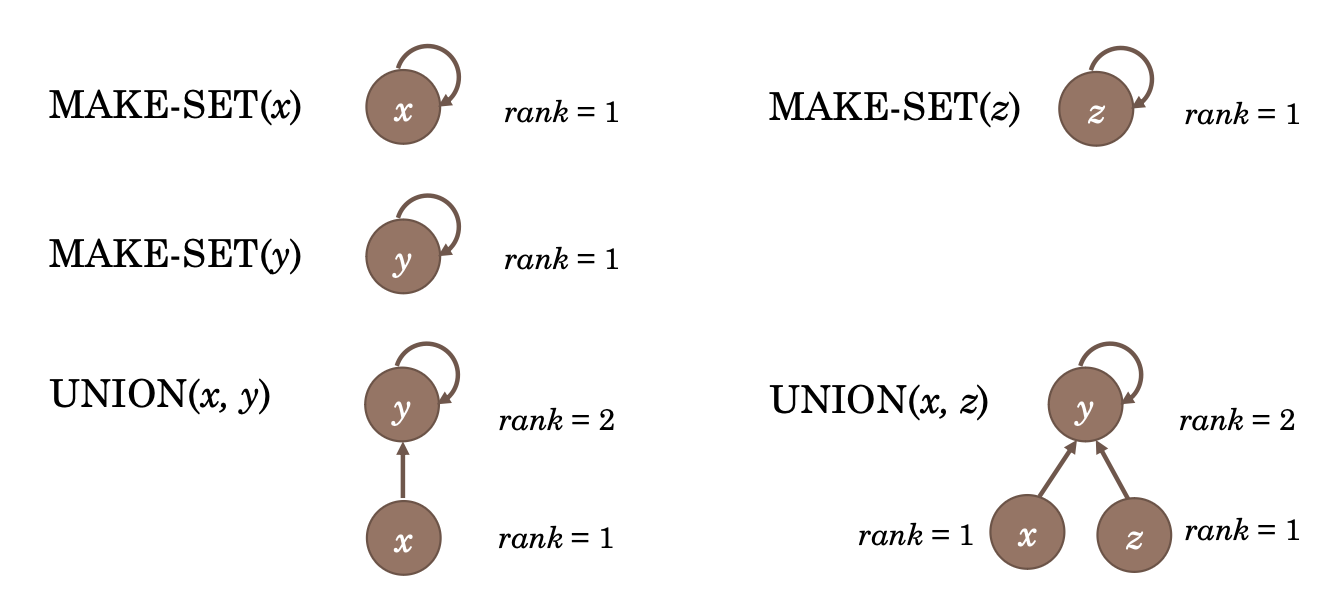 MAKE-SET(x)
x
rank = 1
MAKE-SET(z)
z
rank = 1
MAKE-SET(y)
y
rank = 1
UNION(x, y)
y
rank = 2
x
rank = 1
UNION(x, z)
y
rank = 2
rank = 1
x
z
rank = 1